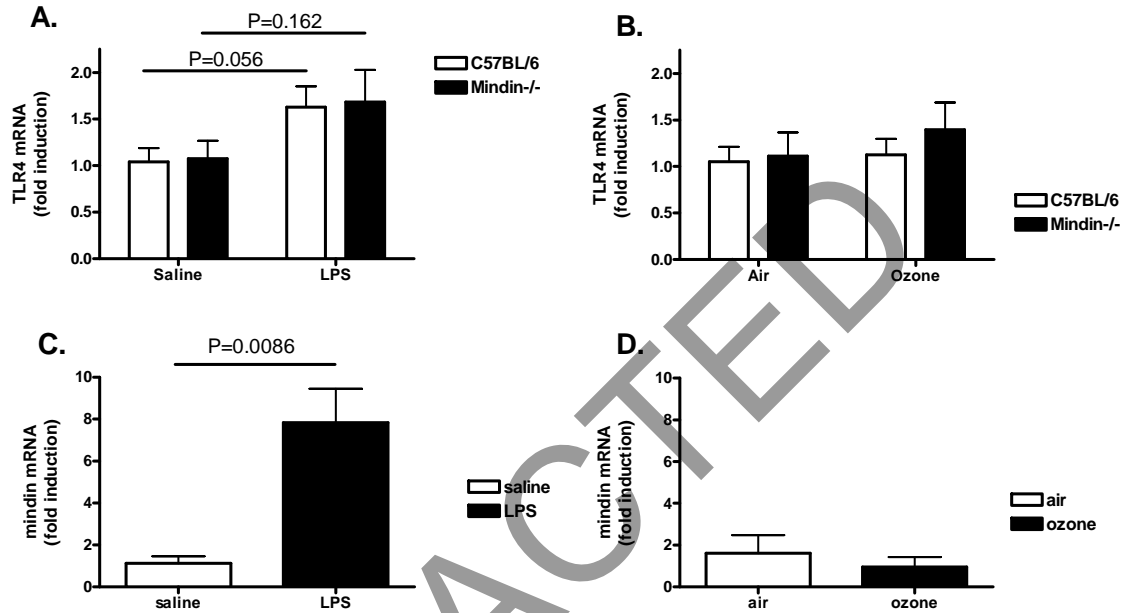 A.
P=0.162
P=0.056
TLR4 mRNA
(fold induction)
2.0
1.5
1.0
0.5
0.0
Saline
LPS
C57BL/6
Mindin-/-
B.
TLR4 mRNA
(fold induction)
2.0
1.5
1.0
0.5
0.0
Air
Ozone
C57BL/6
Mindin-/-
C.
P=0.0086
mindin mRNA
(fold induction)
10
8
6
4
2
0
saline
LPS
saline
LPS
D.
mindin mRNA
(fold induction)
10
8
6
4
2
0
air
ozone
air
ozone
ACTED